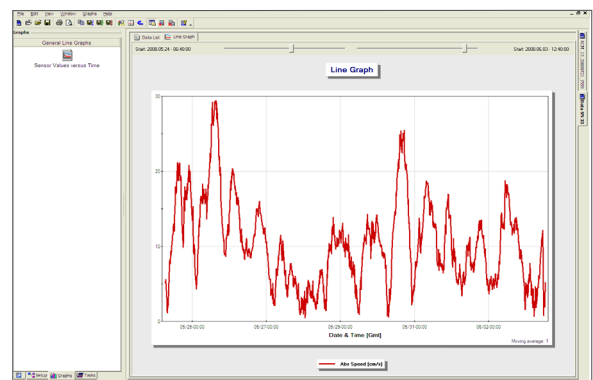 File Edit View Window Graphs Help
Graphs
General Line Graphs
Sensor Values versus Time
Data List Line Graph
Start: 2008.05.24 - 06:40:00
Start: 2008.06.03 - 12:40:00
Line Graph
30
20
10
0
05/25-00:00 05/27-00:00 05/29-00:00 05/31-00:00 06/02-00:00
Date & Time [Gmt]
Moving average: 1
Abs Speed (cm/s)
Setup Graphs Tasks